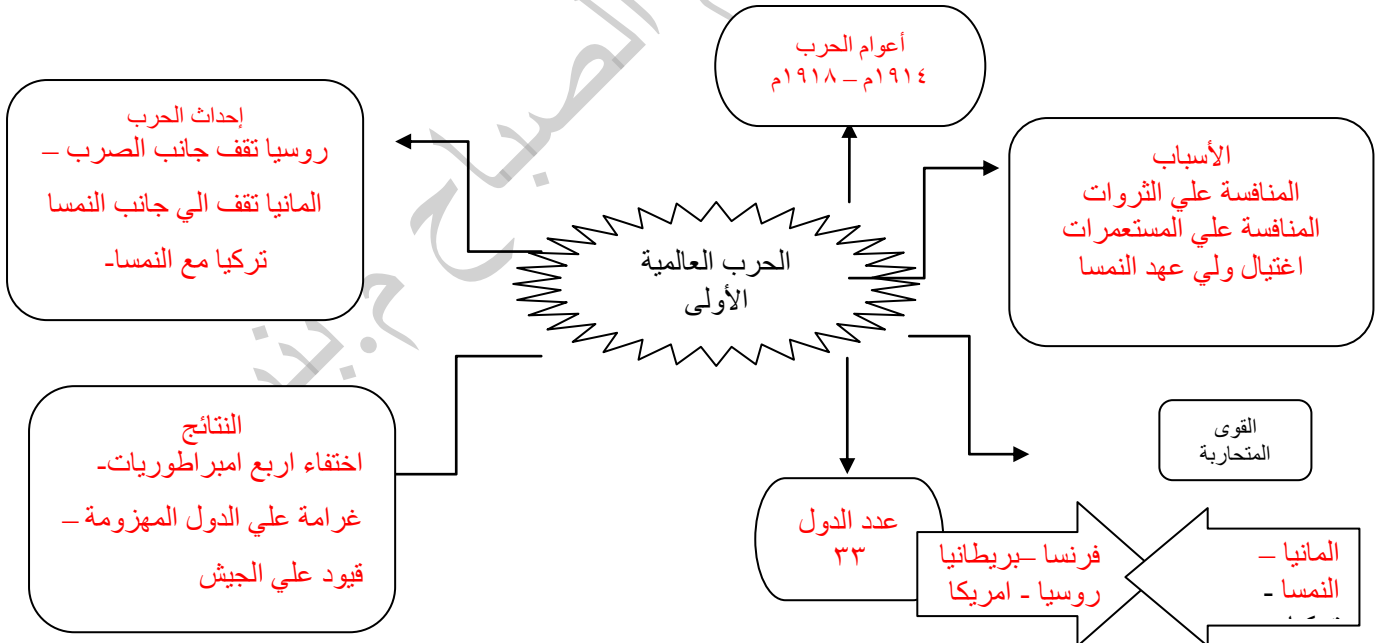 أعوام الحرب
١٩١٤م – ١٩١٨م
الأسباب
المنافسة علي الثروات
المنافسة علي المستعمرات
اغتيال ولي عهد النمسا
إحداث الحرب
روسيا تقف جانب الصرب –
المانيا تقف الي جانب النمسا
تركيا مع النمسا-
الحرب العالمية
الأولى
القوى
المتحاربة
المانيا –
النمسا -
فرنسا –بريطانيا
روسيا - امريكا
عدد الدول
٣٣
النتائج
اختفاء اربع امبراطوريات-
غرامة علي الدول المهزومة –
قيود علي الجيش
الصباح م.بنين